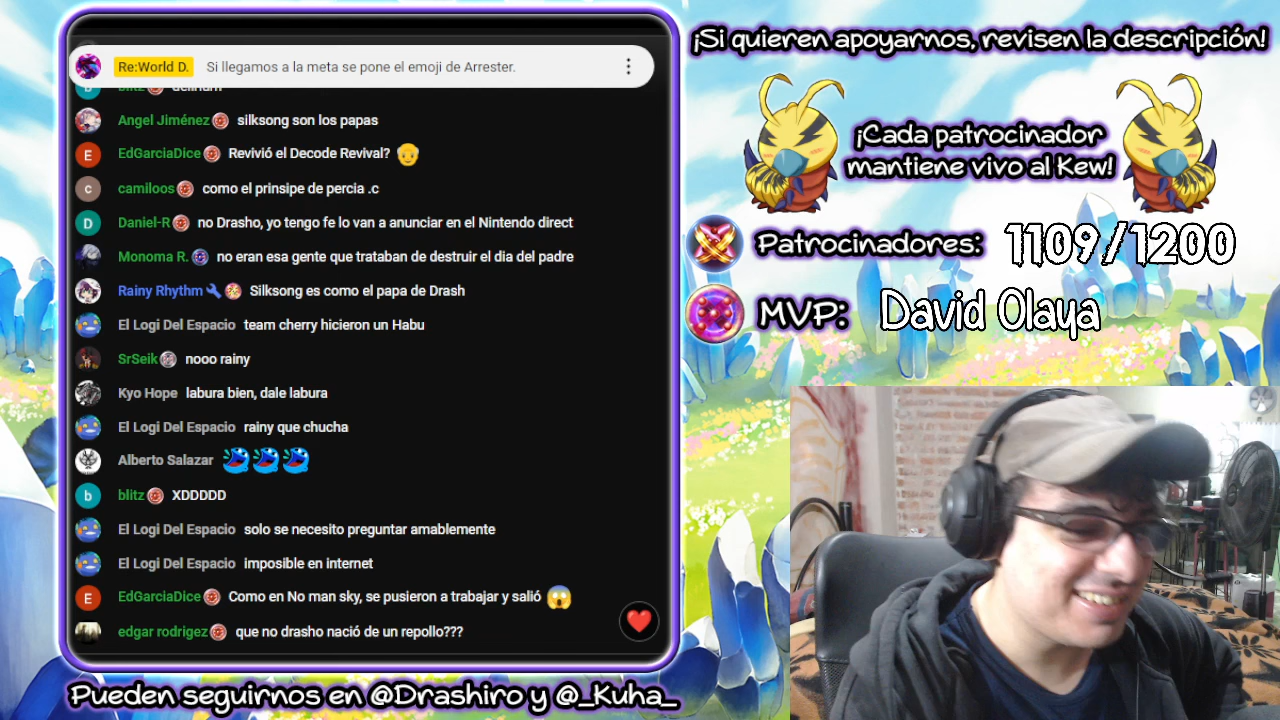 ¡Si quieren apoyarnos, revisen la descripción!
Re:World D. Si llegamos a la meta se pone el emoji de Arrester.
blitz delirium
Angel Jiménez silksong son los papas
EdGarciaDice Revivió el Decode Revival?
camiloos como el prinsipe de percia .c
Daniel-R no Drasho, yo tengo fe lo van a anunciar en el Nintendo direct
Monoma R. no eran esa gente que trataban de destruir el dia del padre
Rainy Rhythm Silksong es como el papa de Drash
El Logi Del Espacio team cherry hicieron un Habu
SrSeik nooo rainy
Kyo Hope labura bien, dale labura
El Logi Del Espacio rainy que chucha
Alberto Salazar
blitz XDDDDD
El Logi Del Espacio solo se necesito preguntar amablemente
El Logi Del Espacio imposible en internet
EdGarciaDice Como en No man sky, se pusieron a trabajar y salió
edgar rodrigez que no drasho nació de un repollo???
¡Cada patrocinador
mantiene vivo al Kew!
Patrocinadores: 1109/1200
MVP: David Olaya
Pueden seguirnos en @Drashiro y @_Kuha_